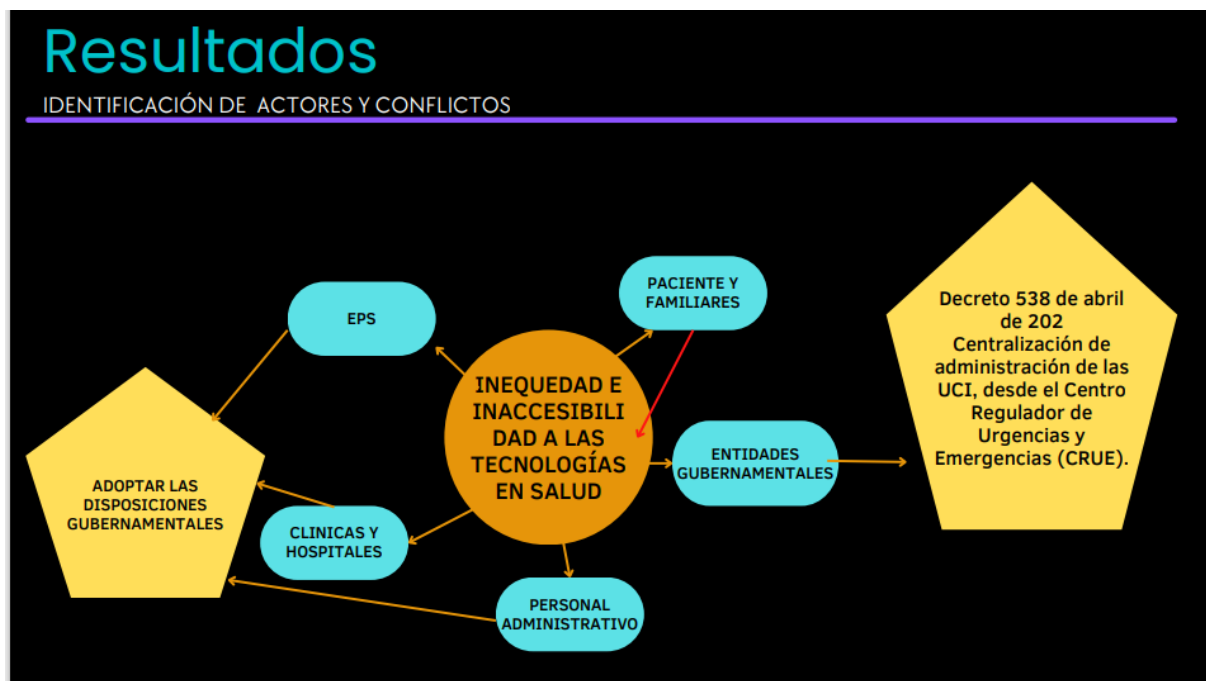 Resultados
IDENTIFICACIÓN DE ACTORES Y CONFLICTOS
EPS
PACIENTE Y
FAMILIARES
INEQUEDAD E
INACCESIBILI
DAD A LAS
TECNOLOGÍAS
EN SALUD
ENTIDADES
GUBERNAMENTALES
Decreto 538 de abril
de 202
Centralización de
administración de las
UCI, desde el Centro
Regulador de
Urgencias y
Emergencias (CRUE).
ADOPTAR LAS
DISPOSICIONES
GUBERNAMENTALES
CLINICAS Y
HOSPITALES
PERSONAL
ADMINISTRATIVO